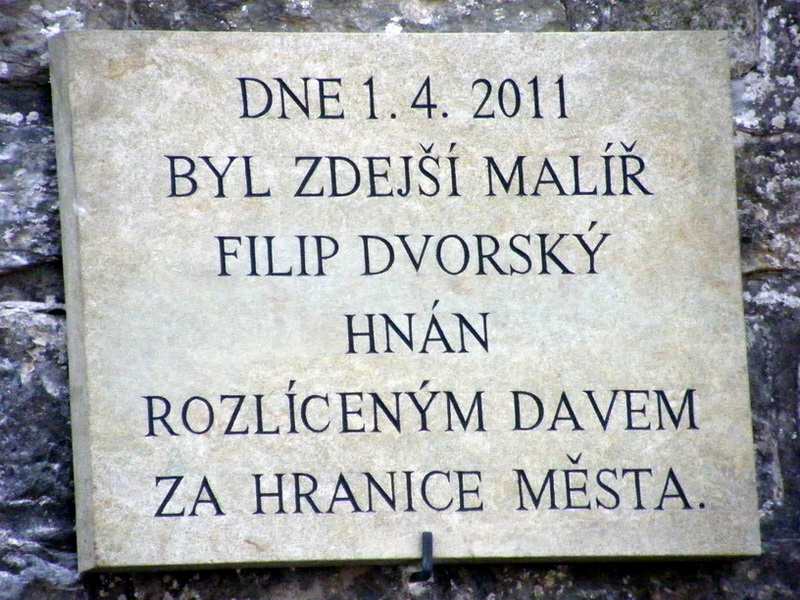 DNE 1. 4. 2011
BYL ZDEJŠÍ MALÍŘ
FILIP DVORSKÝ
HNÁN
ROZLÍCENÝM DAVEM
ZA HRANICE MĚSTA.